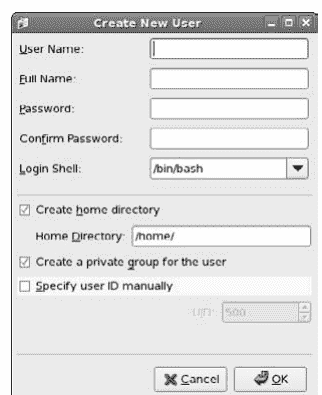 Create New User
User Name:
Full Name:
Password:
Confirm Password:
Login Shell: /bin/bash
Create home directory
Home Directory: /home/
Create a private group for the user
Specify user ID manually
UID: 500
Cancel OK